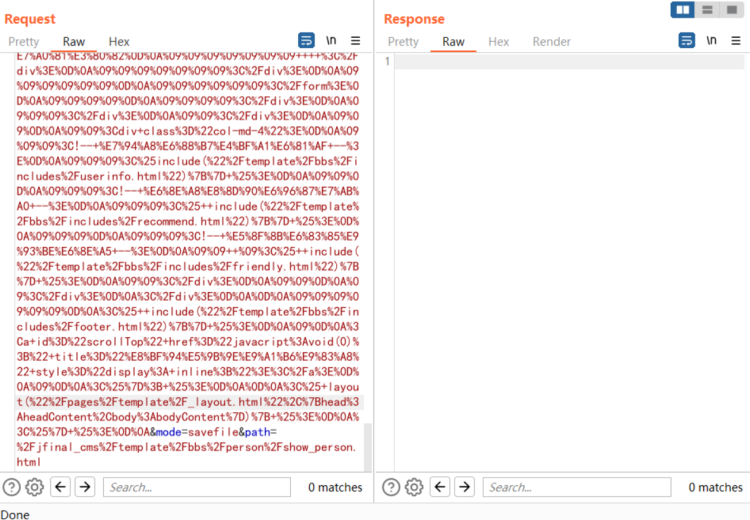 Request
Response
Pretty
Raw
Hex
\n
Pretty
Raw
Hex
Render
\n
E7%A0%81%E3%80%82%0D%0A%09%09%09%09%09%09%09++++%3C%2F
div%3E%0D%0A%09%09%09%09%09%09%3C%2Fdiv%3E%0D%0A%09
%09%09%09%09%09%0D%0A%09%09%09%09%09%09%3C%2Fform%3E%0
D%0A%09%09%09%09%0D%0A%09%09%09%09%3C%2Fdiv%3E%0D%0A%
09%09%09%3C%2Fdiv%3E%0D%0A%09%09%3C%2Fdiv%3E%0D%0A%09%
09%0D%0A%09%09%09%3Cdiv+class%3D%22col-md-4%22%3E%0D%0A%09
%09%09%3C!--+%E7%94%A8%E6%88%B7%E4%BF%A1%E6%81%AF+--%3
E%0D%0A%09%09%09%3C%25include(%22%2Ftemplate%2Fbbs%2Fi
ncludes%2Fuserinfo.html%22)%7B%7D+%25%3E%0D%0A%09%09%0
D%0A%09%09%09%3C!--+%E6%8E%A8%E8%8D%90%E6%96%87%E7%AB%
A0+--%3E%0D%0A%09%09%09%3C%25++include(%22%2Ftemplate%
2Fbbs%2Fincludes%2Frecommend.html%22)%7B%7D+%25%3E%0D%
0A%09%09%09%0D%0A%09%09%09%3C!--+%E5%8F%8B%E6%83%85%E9
%93%BE%E6%8E%A5+--%3E%0D%0A%09%09++%09%3C%25++include(
%22%2Ftemplate%2Fbbs%2Fincludes%2Ffriendly.html%22)%7B
%7D+%25%3E%0D%0A%09%09%3C%2Fdiv%3E%0D%0A%09%09%0D%0A%0
9%3C%2Fdiv%3E%0D%0A%3C%2Fdiv%3E%0D%0A%0D%0A%09%09%09%0
9%09%09%0D%0A%3C%25++include(%22%2Ftemplate%2Fbbs%2Fin
cludes%2Ffooter.html%22)%7B%7D+%25%3E%0D%0A%09%0D%0A%3
Ca+id%3D%22scrollTop%22+href%3D%22javacript%3Avoid(0)%
3B%22+title%3D%22%E8%BF%94%E5%9B%9E%E9%A1%B6%E9%83%A8%
22+style%3D%22display%3A+inline%3B%22%3E%3C%2Fa%3E%0D%
0A%09%0D%0A%3C%25%7D%3B+%25%3E%0D%0A%0D%0A%3C%25+layou
t(%22%2Fpages%2Ftemplate%2F_layout.html%22%2C%7Bhead%3
AheadContent%2Cbody%3AbodyContent%7D)%7B+%25%3E%0D%0A%
3C%25%7D+%25%3E%0D%0A&mode=savefile&path=
%2Fjfinal_cms%2Ftemplate%2Fbbs%2Fperson%2Fshow_person.
html
1
Search...
0 matches
Search...
0 matches
Done